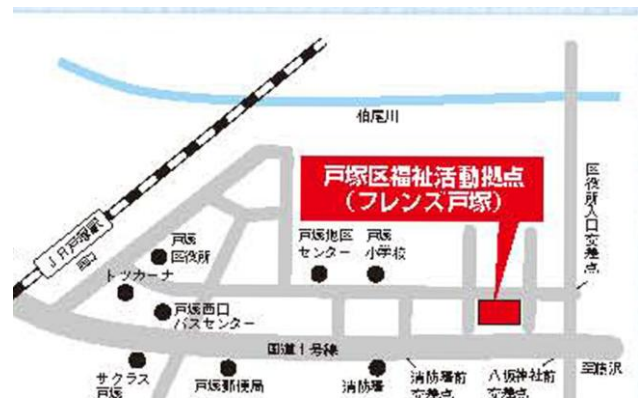 柏尾川
戸塚区福祉活動拠点
（フレンズ戸塚）
区役所入口交差点
JR戸塚駅
西口
戸塚
区役所
トツカーナ
戸塚地区
センター
戸塚
小学校
戸塚西口
バスセンター
国道1号線
サクラス
戸塚
戸塚郵便局
消防署
消防署前
交差点
八坂神社前
交差点
至藤沢